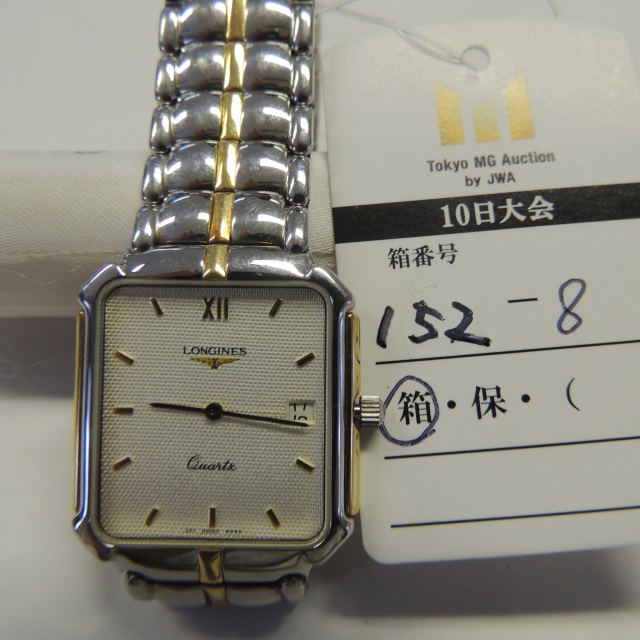 XII
LONGINES
Quartz
Tokyo MG Auction
by JWA
10日大会
箱番号
152-8
箱・保・(